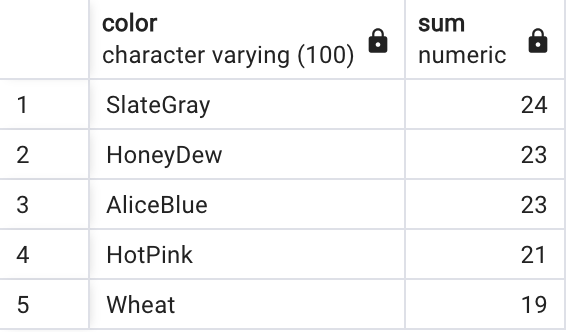 color sum
character varying (100) numeric
1 SlateGray 24
2 HoneyDew 23
3 AliceBlue 23
4 HotPink 21
5 Wheat 19